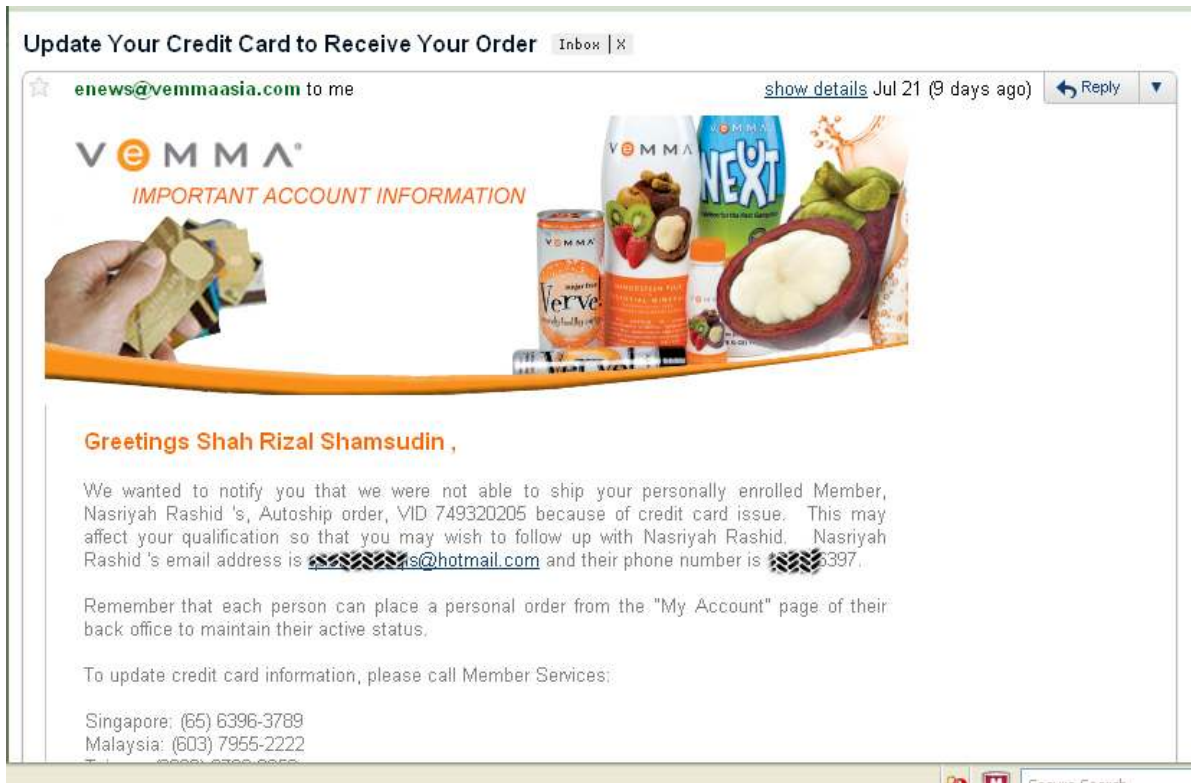 Update Your Credit Card to Receive Your Order Inbox | X
enews@vemmaasia.com to me show details Jul 21 (9 days ago) Reply
VEMMA®
IMPORTANT ACCOUNT INFORMATION
VEMMA
VEMMA
NEXT
VEMMA
sugar free
Verve!
Verve!
Greetings Shah Rizal Shamsudin ,
We wanted to notify you that we were not able to ship your personally enrolled Member,
Nasriyah Rashid 's, Autoship order, VID 749320205 because of credit card issue. This may
affect your qualification so that you may wish to follow up with Nasriyah Rashid. Nasriyah
Rashid 's email address is s@hotmail.com and their phone number is 6397.
Remember that each person can place a personal order from the "My Account" page of their
back office to maintain their active status.
To update credit card information, please call Member Services:
Singapore: (65) 6396-3789
Malaysia: (603) 7955-2222